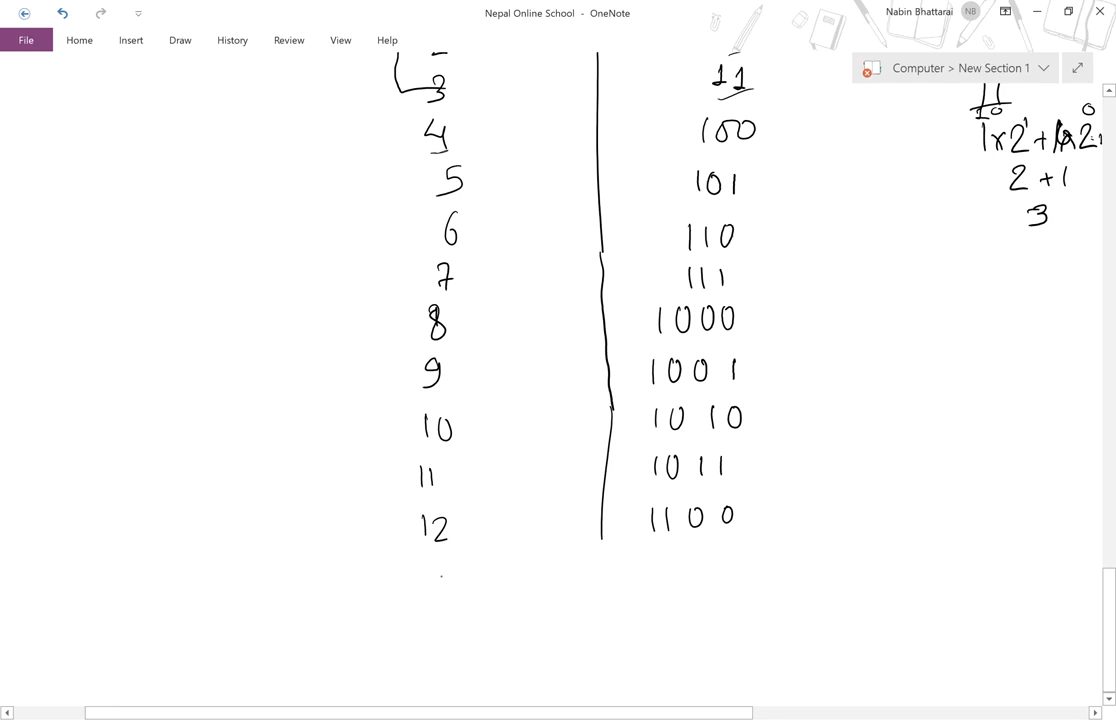 Nepal Online School - OneNote
Nabin Bhattarai NB
File Home Insert Draw History Review View Help
Computer > New Section 1
3 11
4 100
5 101
6 110
7 111
8 1000
9 1001
10 1010
11 1011
12 1100
11
10
2 + 1
3